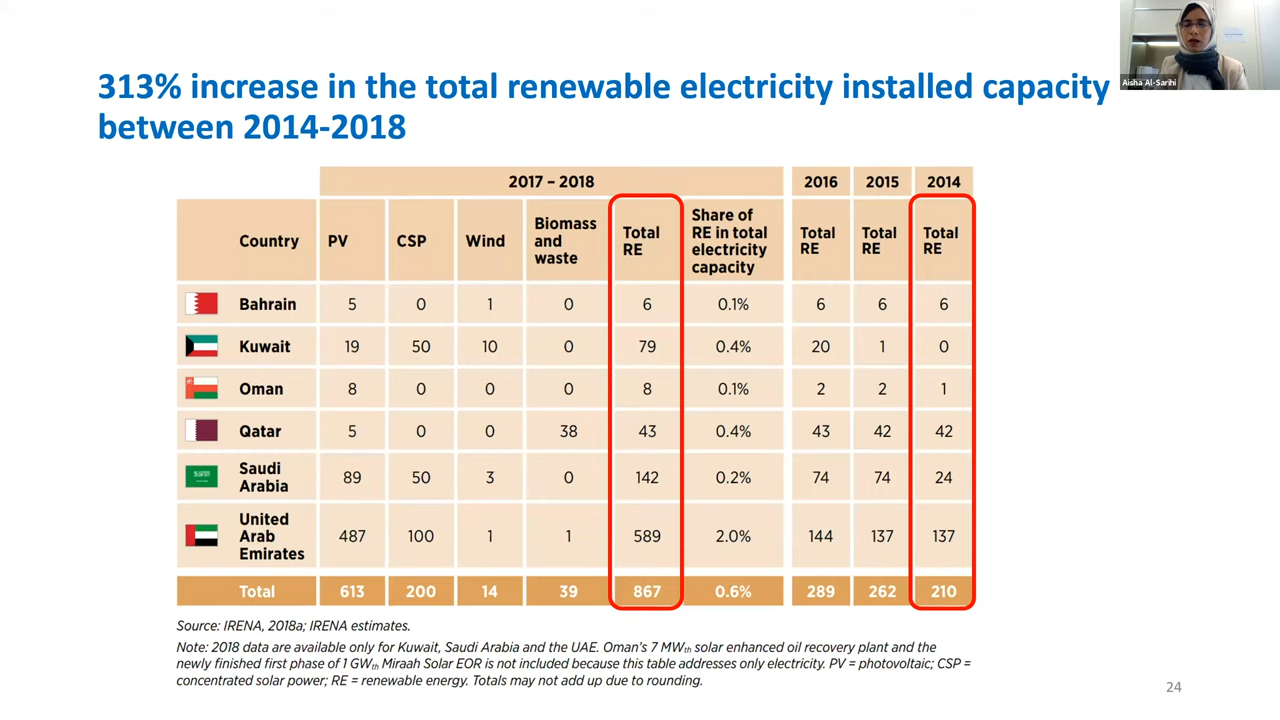 Aisha Al-Sarihi
313% increase in the total renewable electricity installed capacity
between 2014-2018
2017 – 2018 2016 2015 2014
Country PV CSP Wind Biomass and waste Total RE Share of RE in total electricity capacity Total RE Total RE Total RE
Bahrain 5 0 1 0 6 0.1% 6 6 6
Kuwait 19 50 10 0 79 0.4% 20 1 0
Oman 8 0 0 0 8 0.1% 2 2 1
Qatar 5 0 0 38 43 0.4% 43 42 42
Saudi Arabia 89 50 3 0 142 0.2% 74 74 24
United Arab Emirates 487 100 1 1 589 2.0% 144 137 137
Total 613 200 14 39 867 0.6% 289 262 210
Source: IRENA, 2018a; IRENA estimates.
Note: 2018 data are available only for Kuwait, Saudi Arabia and the UAE. Oman's 7 MWth solar enhanced oil recovery plant and the
newly finished first phase of 1 GWth Miraah Solar EOR is not included because this table addresses only electricity. PV = photovoltaic; CSP =
concentrated solar power; RE = renewable energy. Totals may not add up due to rounding.
24